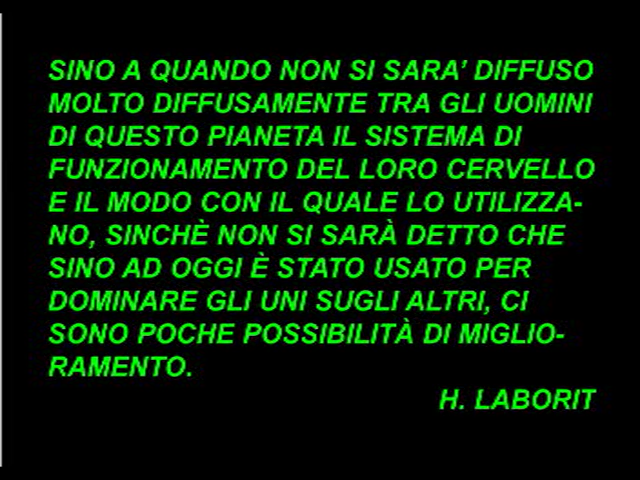 SINO A QUANDO NON SI SARA' DIFFUSO
MOLTO DIFFUSAMENTE TRA GLI UOMINI
DI QUESTO PIANETA IL SISTEMA DI
FUNZIONAMENTO DEL LORO CERVELLO
E IL MODO CON IL QUALE LO UTILIZZA-
NO, SINCHÈ NON SI SARÀ DETTO CHE
SINO AD OGGI È STATO USATO PER
DOMINARE GLI UNI SUGLI ALTRI, CI
SONO POCHE POSSIBILITÀ DI MIGLIO-
RAMENTO.
H. LABORIT